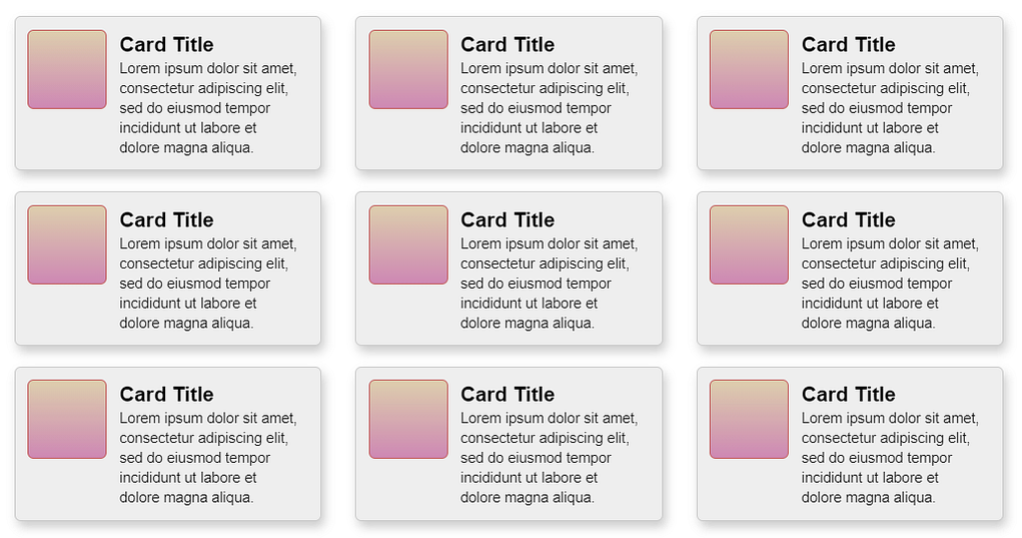 Card Title
Lorem ipsum dolor sit amet,
consectetur adipiscing elit,
sed do eiusmod tempor
incididunt ut labore et
dolore magna aliqua.
Card Title
Lorem ipsum dolor sit amet,
consectetur adipiscing elit,
sed do eiusmod tempor
incididunt ut labore et
dolore magna aliqua.
Card Title
Lorem ipsum dolor sit amet,
consectetur adipiscing elit,
sed do eiusmod tempor
incididunt ut labore et
dolore magna aliqua.
Card Title
Lorem ipsum dolor sit amet,
consectetur adipiscing elit,
sed do eiusmod tempor
incididunt ut labore et
dolore magna aliqua.
Card Title
Lorem ipsum dolor sit amet,
consectetur adipiscing elit,
sed do eiusmod tempor
incididunt ut labore et
dolore magna aliqua.
Card Title
Lorem ipsum dolor sit amet,
consectetur adipiscing elit,
sed do eiusmod tempor
incididunt ut labore et
dolore magna aliqua.
Card Title
Lorem ipsum dolor sit amet,
consectetur adipiscing elit,
sed do eiusmod tempor
incididunt ut labore et
dolore magna aliqua.
Card Title
Lorem ipsum dolor sit amet,
consectetur adipiscing elit,
sed do eiusmod tempor
incididunt ut labore et
dolore magna aliqua.
Card Title
Lorem ipsum dolor sit amet,
consectetur adipiscing elit,
sed do eiusmod tempor
incididunt ut labore et
dolore magna aliqua.